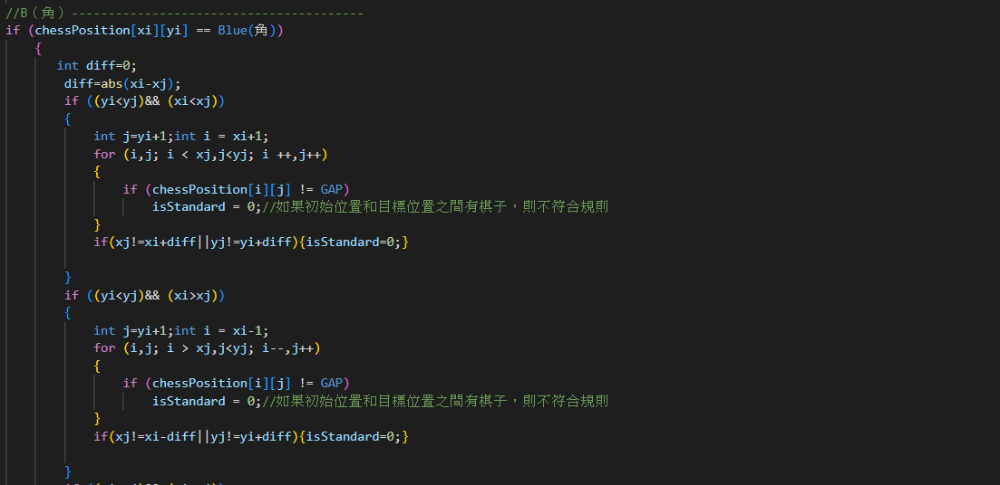 //B（角）----------------------------------------
if (chessPosition[xi][yi] == Blue(角))
{
int diff=0;
diff=abs(xi-xj);
if ((yi<yj)&& (xi<xj))
{
int j=yi+1;int i = xi+1;
for (i,j; i < xj,j<yj; i ++,j++)
{
if (chessPosition[i][j] != GAP)
isStandard = 0;//如果初始位置和目標位置之間有棋子，則不符合規則
}
if(xj!=xi+diff||yj!=yi+diff){isStandard=0;}
}
if ((yi<yj)&& (xi>xj))
{
int j=yi+1;int i = xi-1;
for (i,j; i > xj,j<yj; i--,j++)
{
if (chessPosition[i][j] != GAP)
isStandard = 0;//如果初始位置和目標位置之間有棋子，則不符合規則
}
if(xj!=xi-diff||yj!=yi+diff){isStandard=0;}
}